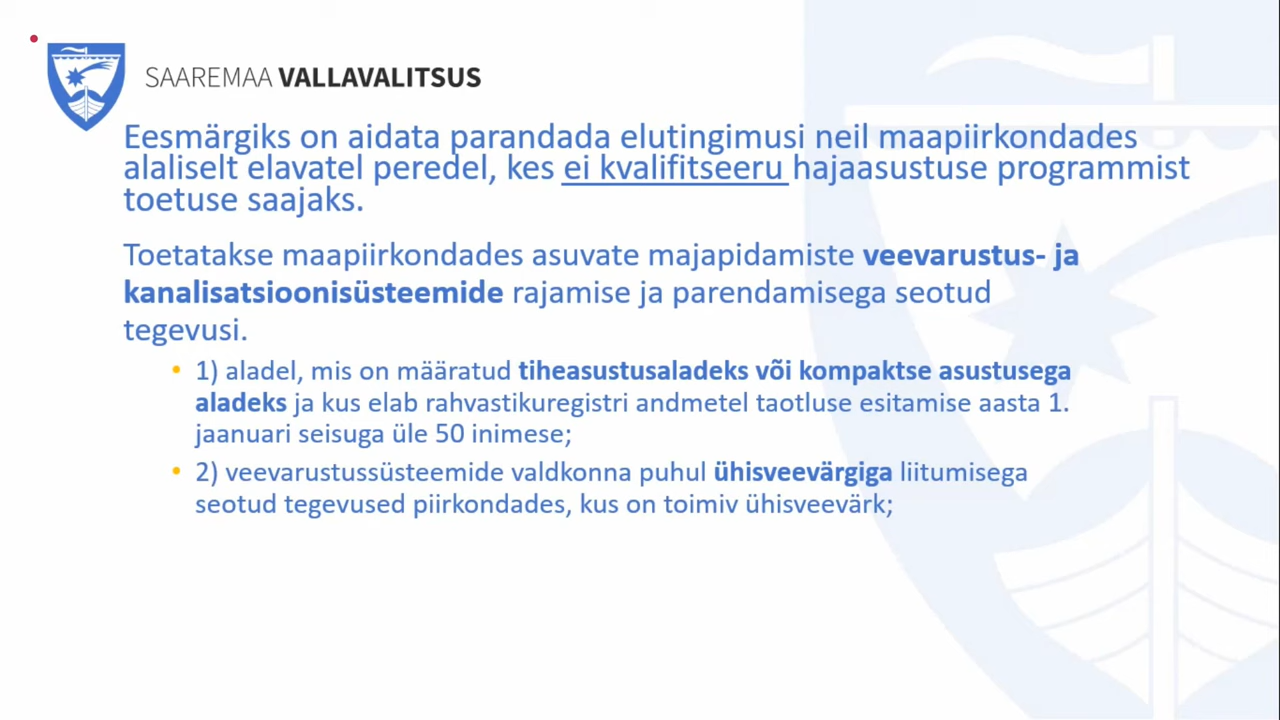 SAAREMAA VALLAVALITSUS
Eesmärgiks on aidata parandada elutingimusi neil maapiirkondades
alaliselt elavatel peredel, kes ei kvalifitseeru hajaasustuse programmist
toetuse saajaks.
Toetatakse maapiirkondades asuvate majapidamiste veevarustus- ja
kanalisatsioonisüsteemide rajamise ja parendamisega seotud
tegevusi.
• 1) aladel, mis on määratud tiheasustusaladeks või kompaktse asustusega
aladeks ja kus elab rahvastikuregistri andmetel taotluse esitamise aasta 1.
jaanuari seisuga üle 50 inimese;
• 2) veevarustussüsteemide valdkonna puhul ühisveevärgiga liitumisega
seotud tegevused piirkondades, kus on toimiv ühisveevärk;